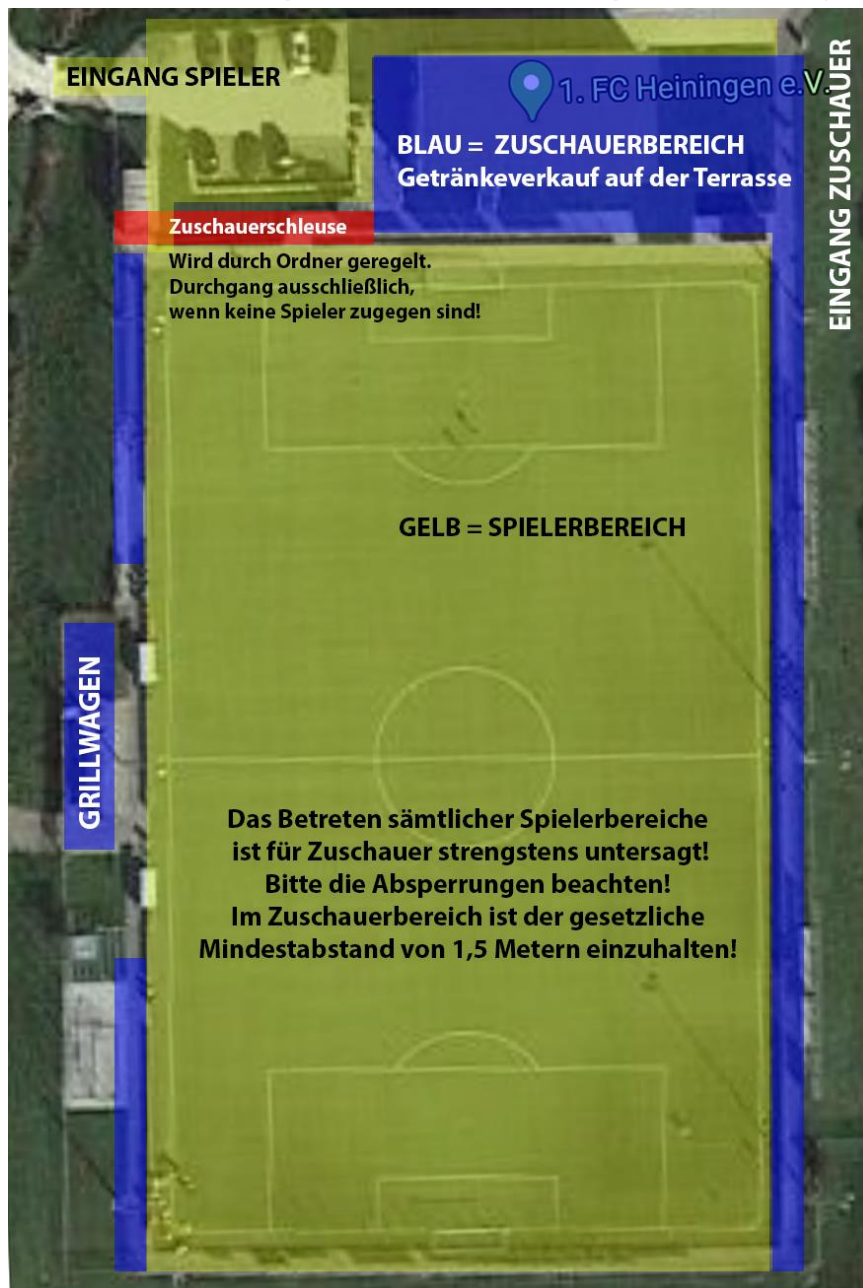 EINGANG SPIELER
1. FC Heiningen e.V.
BLAU = ZUSCHAUERBEREICH
Getränkeverkauf auf der Terrasse
EINGANG ZUSCHAUER
Zuschauerschleuse
Wird durch Ordner geregelt.
Durchgang ausschließlich,
wenn keine Spieler zugegen sind!
GELB = SPIELERBEREICH
GRILLWAGEN
Das Betreten sämtlicher Spielerbereiche
ist für Zuschauer strengstens untersagt!
Bitte die Absperrungen beachten!
Im Zuschauerbereich ist der gesetzliche
Mindestabstand von 1,5 Metern einzuhalten!